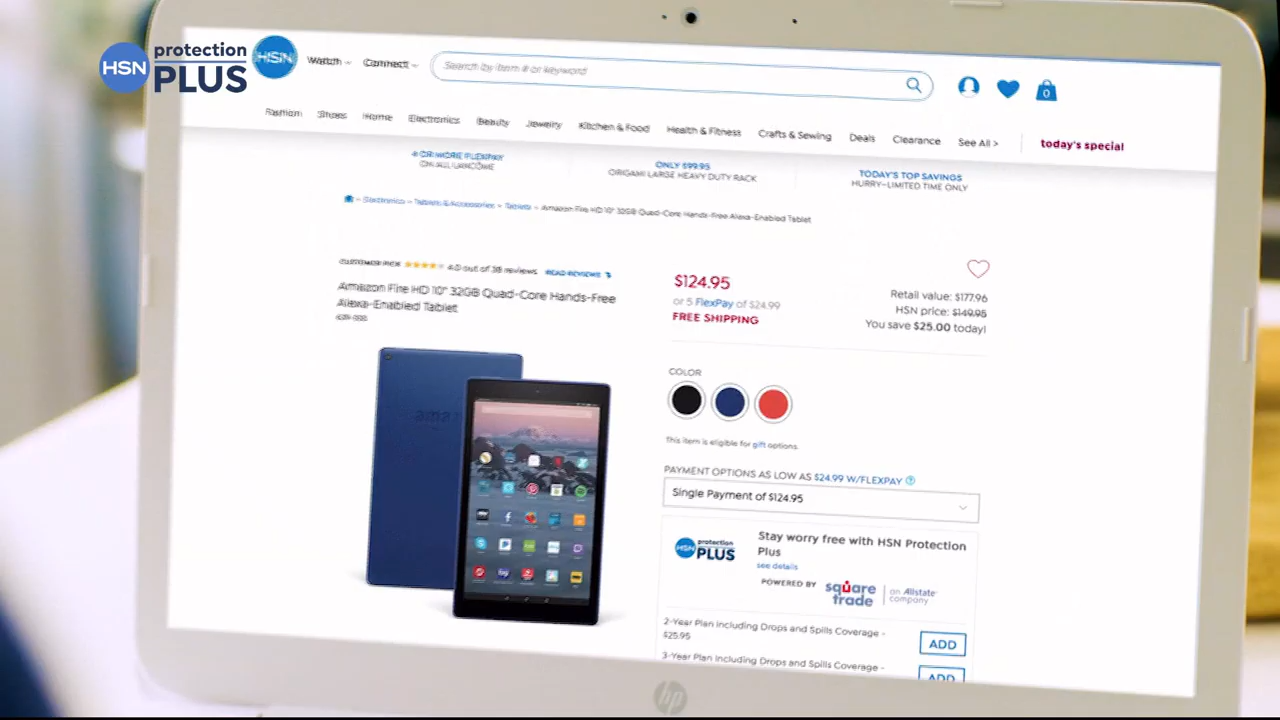 HSN protection PLUS
HSN Watch Connect Search by item # or keyword 0
Fashion Shoes Home Electronics Beauty Jewelry Kitchen & Food Health & Fitness Crafts & Sewing Deals Clearance See All > today's special
4 OR MORE FLEXPAY
ON ALL LANCOME
ONLY $99.95
ORIGAMI LARGE HEAVY DUTY RACK
TODAY'S TOP SAVINGS
HURRY–LIMITED TIME ONLY
Electronics Tablets & Accessories Tablets Amazon Fire HD 10" 32GB Quad-Core Hands-Free Alexa-Enabled Tablet
CUSTOMER PICK 4.0 out of 38 reviews READ REVIEWS
Amazon Fire HD 10" 32GB Quad-Core Hands-Free
Alexa-Enabled Tablet
$124.95
or 5 FlexPay of $24.99
FREE SHIPPING
Retail value: $177.96
HSN price: $149.95
You save $25.00 today!
COLOR
This item is eligible for gift options.
PAYMENT OPTIONS AS LOW AS $24.99 W/FLEXPAY ?
Single Payment of $124.95
HSN protection PLUS
Stay worry free with HSN Protection
Plus
see details
POWERED BY square trade an Allstate company
2-Year Plan Including Drops and Spills Coverage -
$25.95
ADD
3-Year Plan Including Drops and Spills Coverage -
ADD
hp